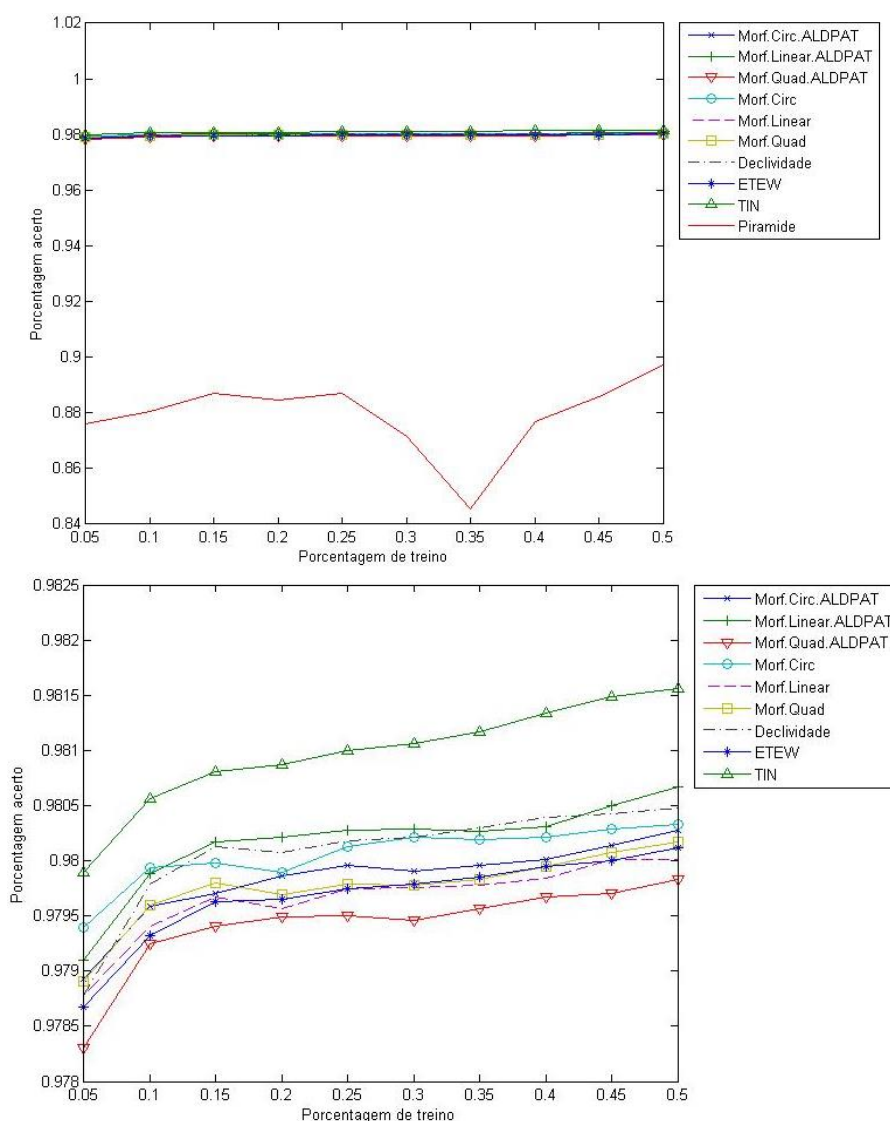 1.02
1
0.98
0.96
0.94
0.92
0.9
0.88
0.86
0.84
Porcentagem acerto
0.05 0.1 0.15 0.2 0.25 0.3 0.35 0.4 0.45 0.5
Porcentagem de treino
Morf.Circ.ALDPAT
Morf.Linear.ALDPAT
Morf.Quad.ALDPAT
Morf.Circ
Morf.Linear
Morf.Quad
Declividade
ETEW
TIN
Piramide
0.9825
0.982
0.9815
0.981
0.9805
0.98
0.9795
0.979
0.9785
0.978
Porcentagem acerto
0.05 0.1 0.15 0.2 0.25 0.3 0.35 0.4 0.45 0.5
Porcentagem de treino
Morf.Circ.ALDPAT
Morf.Linear.ALDPAT
Morf.Quad.ALDPAT
Morf.Circ
Morf.Linear
Morf.Quad
Declividade
ETEW
TIN